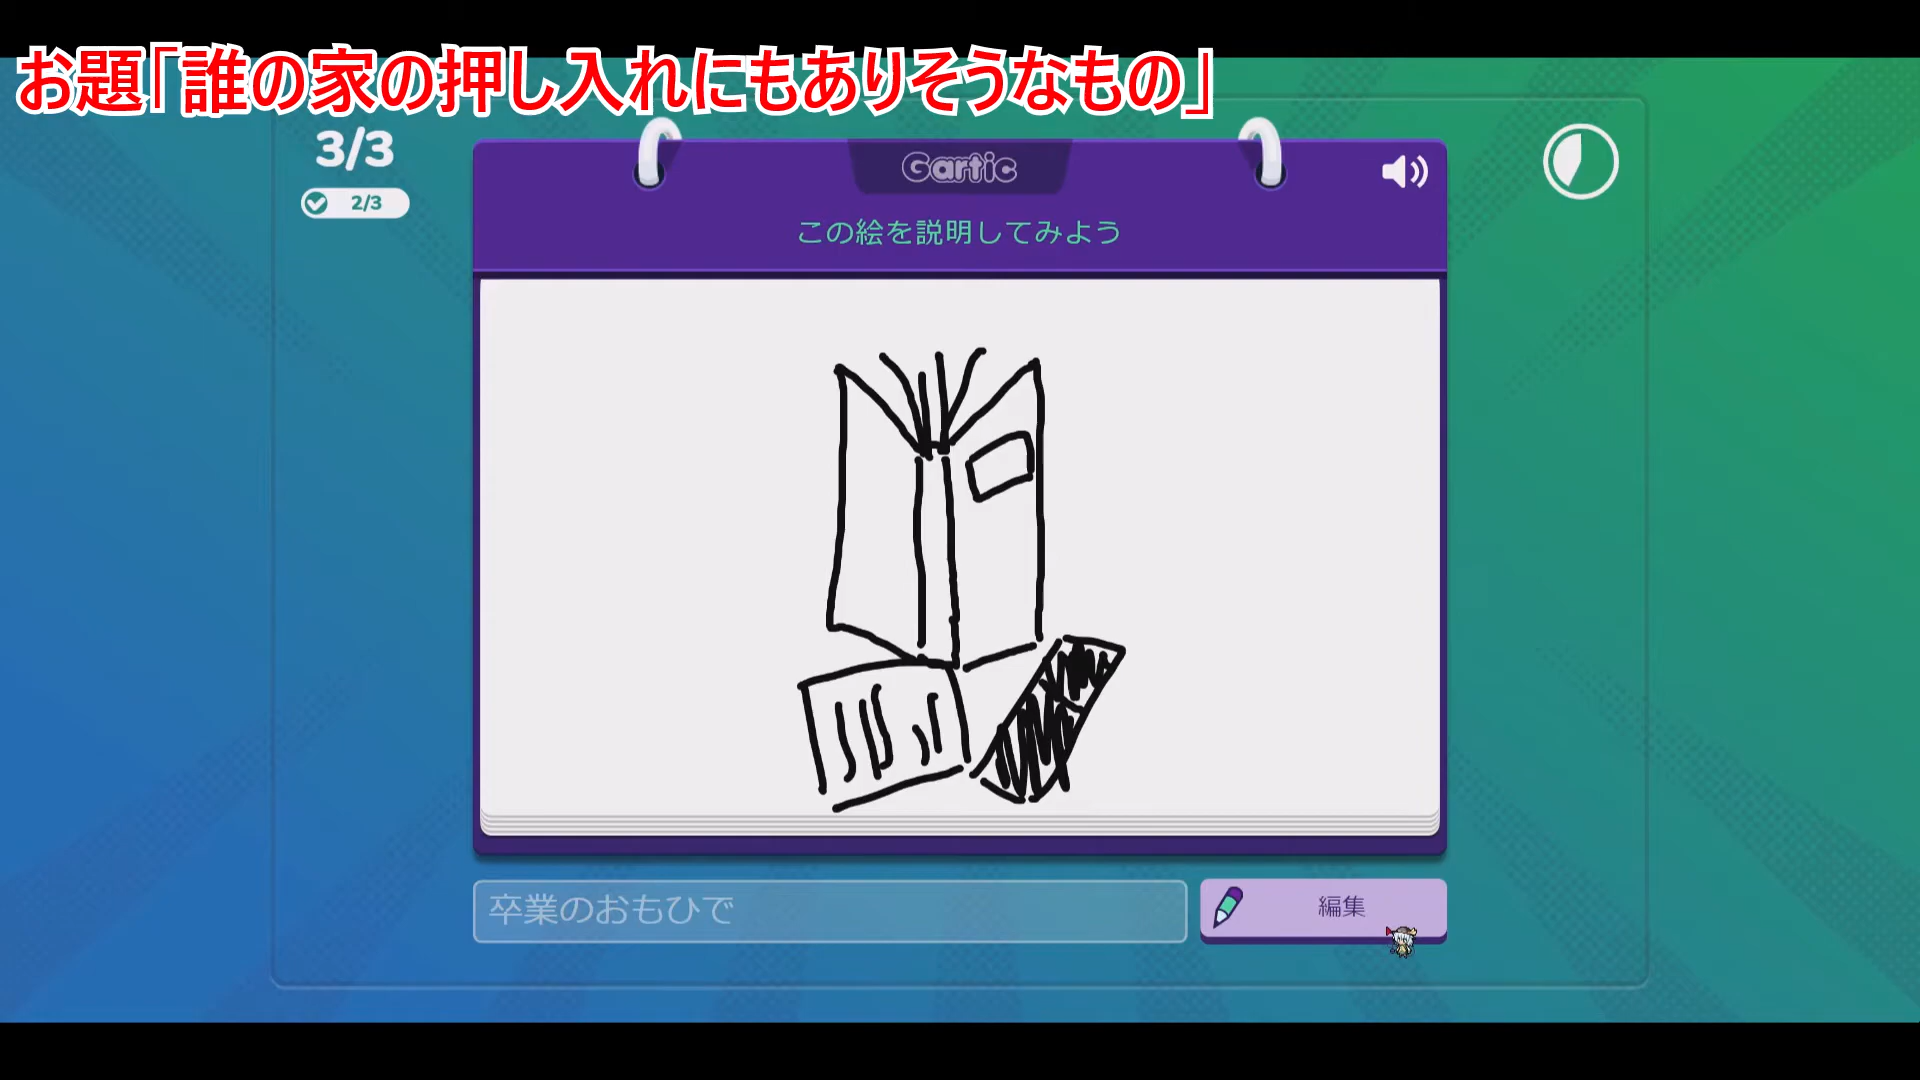 お題「誰の家の押し入れにもありそうなもの」
3/3
2/3
Gartic
この絵を説明してみよう
卒業のおもひで
編集